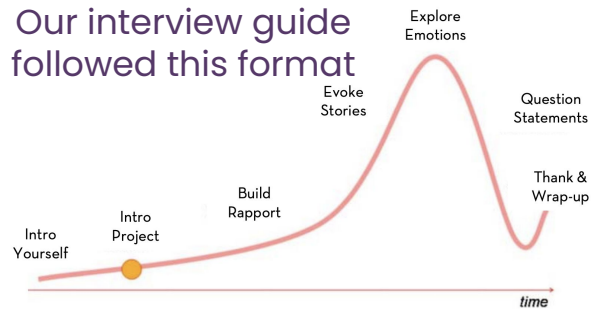 Our interview guide
followed this format
Explore
Emotions
Evoke
Stories
Question
Statements
Build
Rapport
Thank &
Wrap-up
Intro
Project
Intro
Yourself
time